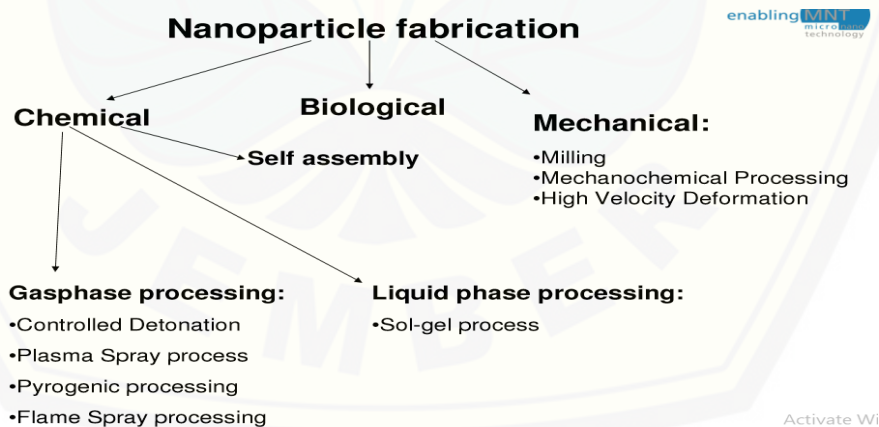 enabling MNT
micro nano
technology
Nanoparticle fabrication
Chemical
Biological
Mechanical:
•Milling
•Mechanochemical Processing
•High Velocity Deformation
Self assembly
Gasphase processing:
•Controlled Detonation
•Plasma Spray process
•Pyrogenic processing
•Flame Spray processing
Liquid phase processing:
•Sol-gel process
JEMBER
Activate Wi